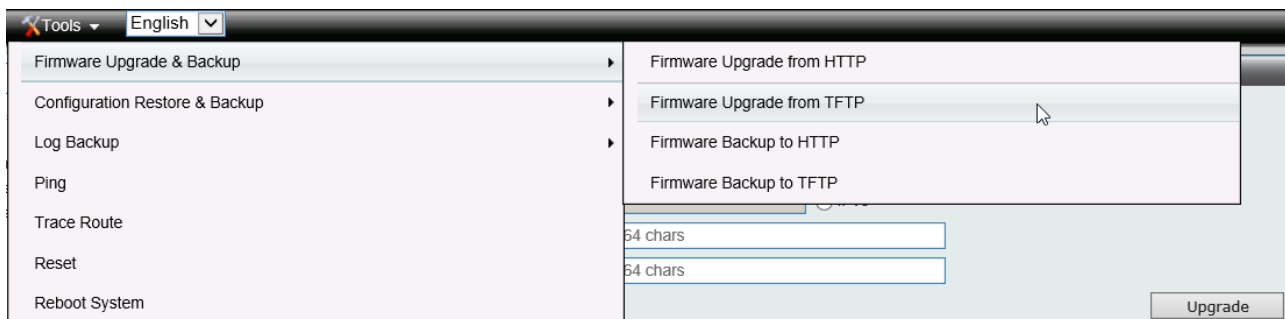 Tools English
Firmware Upgrade & Backup
Firmware Upgrade from HTTP
Configuration Restore & Backup
Firmware Upgrade from TFTP
Log Backup
Firmware Backup to HTTP
Ping
Firmware Backup to TFTP
Trace Route
64 chars
Reset
64 chars
Reboot System
Upgrade